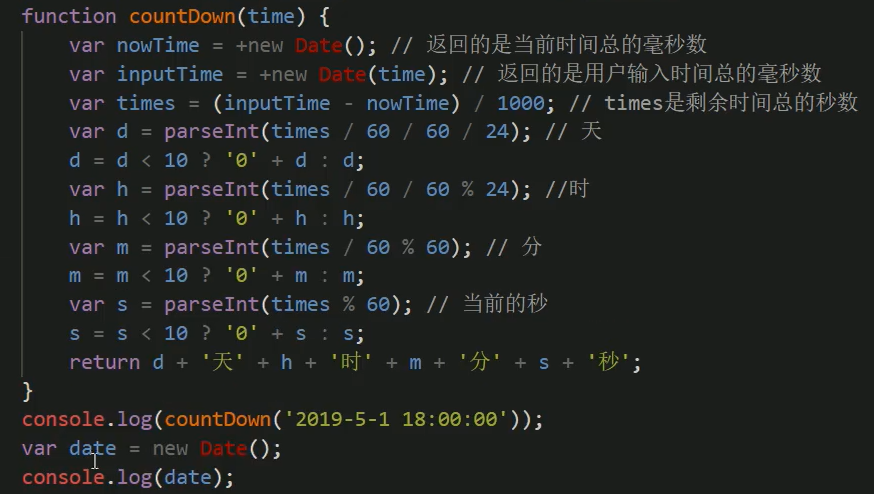 function countDown(time) {
    var nowTime = +new Date(); // 返回的是当前时间总的毫秒数
    var inputTime = +new Date(time); // 返回的是用户输入时间总的毫秒数
    var times = (inputTime - nowTime) / 1000; // times是剩余时间总的秒数
    var d = parseInt(times / 60 / 60 / 24); // 天
    d = d < 10 ? '0' + d : d;
    var h = parseInt(times / 60 / 60 % 24); //时
    h = h < 10 ? '0' + h : h;
    var m = parseInt(times / 60 % 60); // 分
    m = m < 10 ? '0' + m : m;
    var s = parseInt(times % 60); // 当前的秒
    s = s < 10 ? '0' + s : s;
    return d + '天' + h + '时' + m + '分' + s + '秒';
}
console.log(countDown('2019-5-1 18:00:00'));
var date = new Date();
console.log(date);